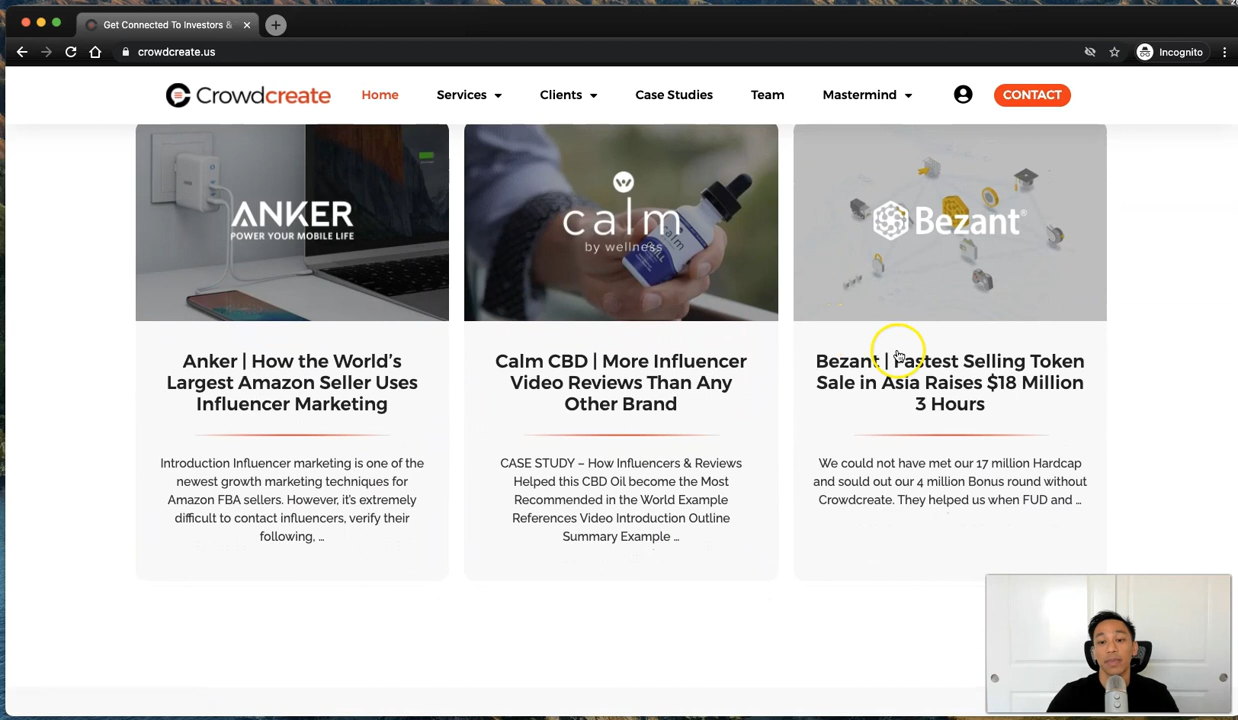 Get Connected To Investors &
crowdcreate.us
Incognito
Crowdcreate
Home
Services
Clients
Case Studies
Team
Mastermind
CONTACT
ANKER
POWER YOUR MOBILE LIFE
calm
by wellness
Bezant
Anker | How the World's
Largest Amazon Seller Uses
Influencer Marketing
Introduction Influencer marketing is one of the
newest growth marketing techniques for
Amazon FBA sellers. However, it's extremely
difficult to contact influencers, verify their
following, ...
Calm CBD | More Influencer
Video Reviews Than Any
Other Brand
CASE STUDY – How Influencers & Reviews
Helped this CBD Oil become the Most
Recommended in the World Example
References Video Introduction Outline
Summary Example ...
Bezant | Fastest Selling Token
Sale in Asia Raises $18 Million
3 Hours
We could not have met our 17 million Hardcap
and sould out our 4 million Bonus round without
Crowdcreate. They helped us when FUD and ...